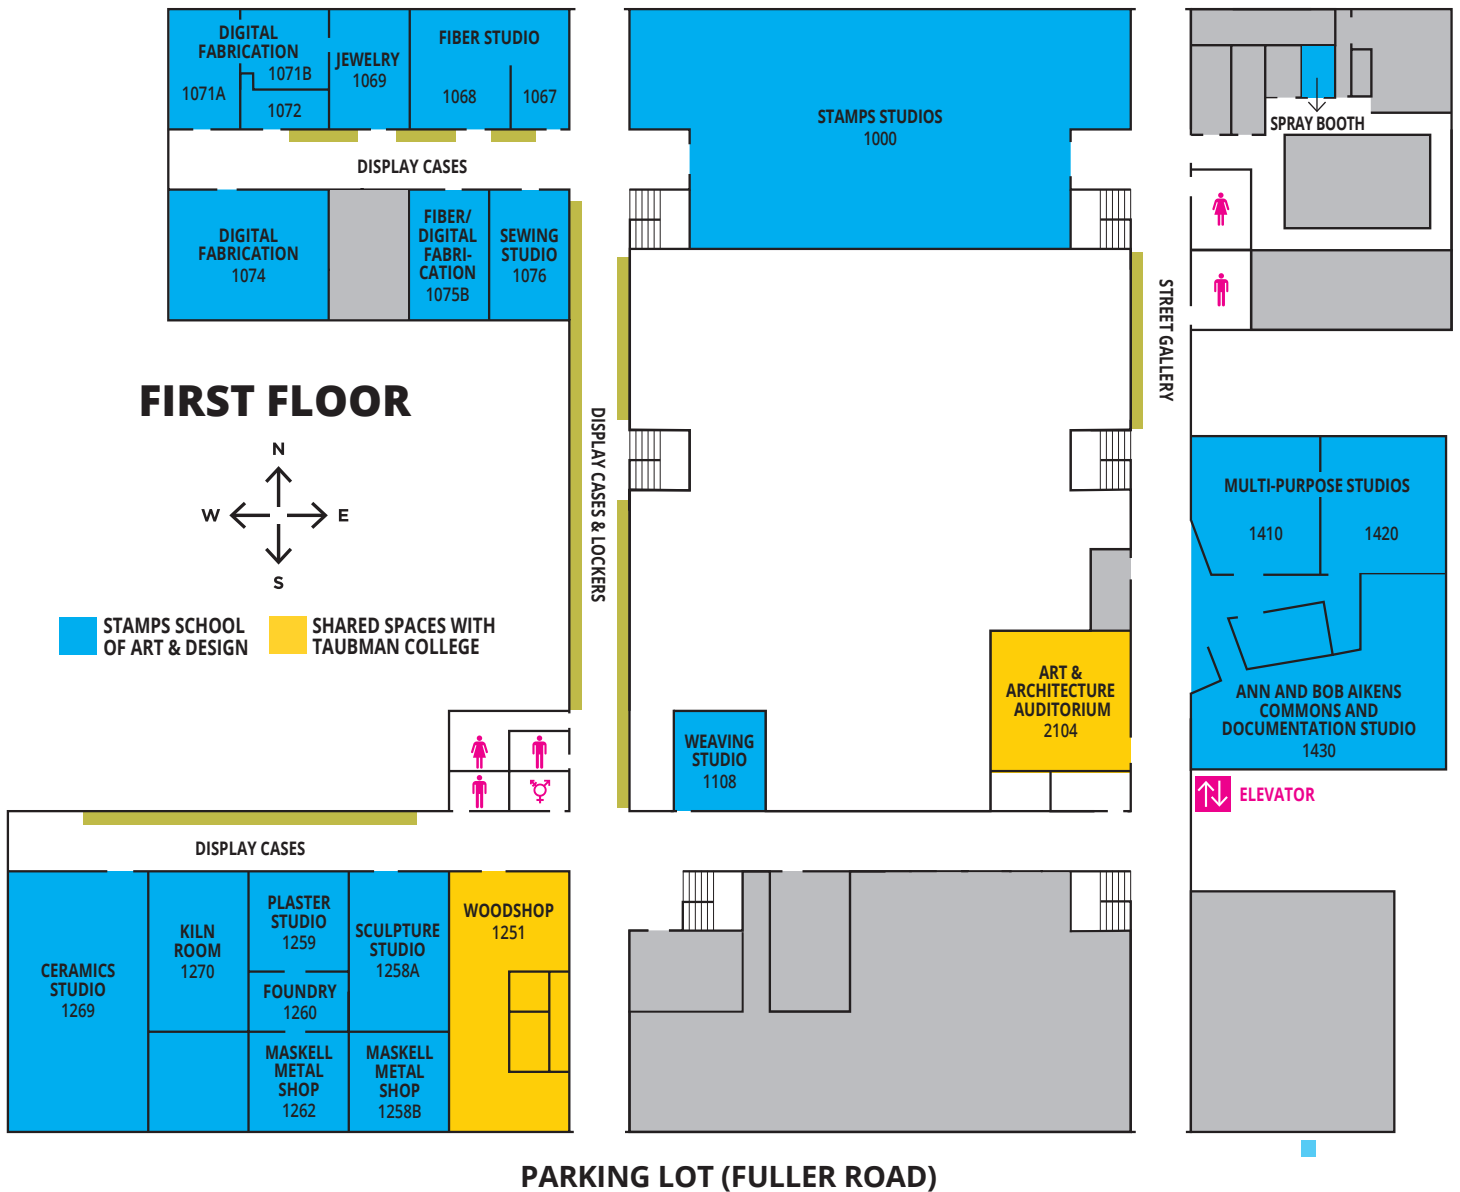 DIGITAL
FABRICATION
1071A
1071B
1072
JEWELRY
1069
FIBER STUDIO
1068
1067
DISPLAY CASES
DIGITAL
FABRICATION
1074
FIBER/
DIGITAL
FABRI-
CATION
1075B
SEWING
STUDIO
1076
STAMPS STUDIOS
1000
SPRAY BOOTH
STREET GALLERY
FIRST FLOOR
N
W
E
S
DISPLAY CASES & LOCKERS
STAMPS SCHOOL
OF ART & DESIGN
SHARED SPACES WITH
TAUBMAN COLLEGE
MULTI-PURPOSE STUDIOS
1410
1420
ART &
ARCHITECTURE
AUDITORIUM
2104
ANN AND BOB AIKENS
COMMONS AND
DOCUMENTATION STUDIO
1430
WEAVING
STUDIO
1108
ELEVATOR
DISPLAY CASES
CERAMICS
STUDIO
1269
KILN
ROOM
1270
PLASTER
STUDIO
1259
FOUNDRY
1260
MASKELL
METAL
SHOP
1262
SCULPTURE
STUDIO
1258A
MASKELL
METAL
SHOP
1258B
WOODSHOP
1251
PARKING LOT (FULLER ROAD)